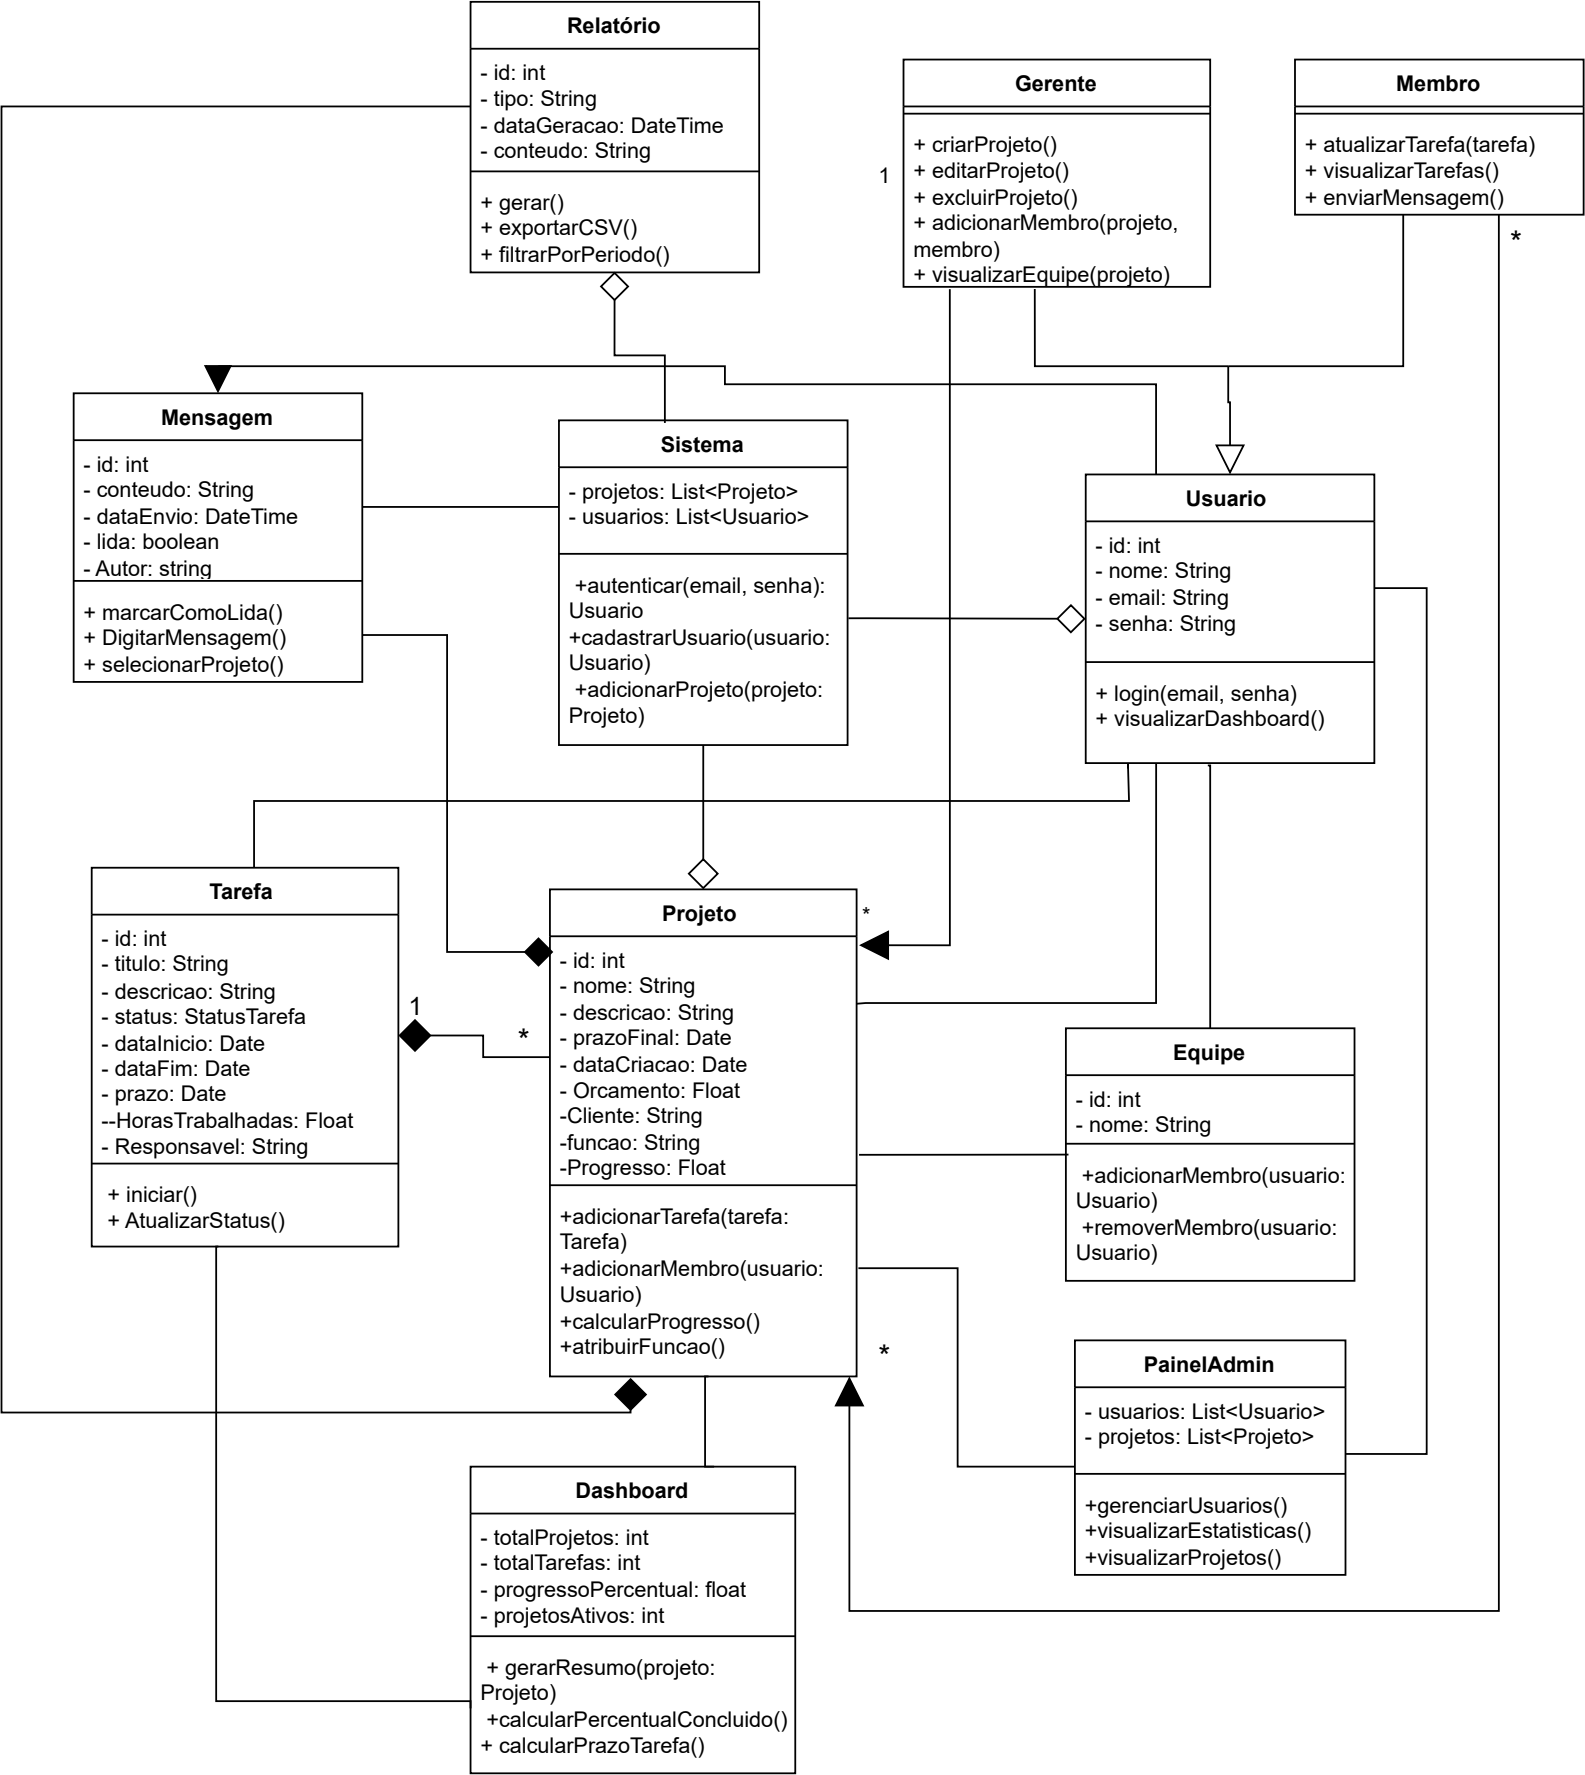 Relatório
- id: int
- tipo: String
- dataGeracao: DateTime
- conteudo: String
+ gerar()
+ exportarCSV()
+ filtrarPorPeriodo()
Gerente
+ criarProjeto()
+ editarProjeto()
+ excluirProjeto()
+ adicionarMembro(projeto,
membro)
+ visualizarEquipe(projeto)
1
Membro
+ atualizarTarefa(tarefa)
+ visualizarTarefas()
+ enviarMensagem()
*
Mensagem
- id: int
- conteudo: String
- dataEnvio: DateTime
- lida: boolean
- Autor: string
+ marcarComoLida()
+ DigitarMensagem()
+ selecionarProjeto()
Sistema
- projetos: List<Projeto>
- usuarios: List<Usuario>
+autenticar(email, senha):
Usuario
+cadastrarUsuario(usuario:
Usuario)
+adicionarProjeto(projeto:
Projeto)
Usuario
- id: int
- nome: String
- email: String
- senha: String
+ login(email, senha)
+ visualizarDashboard()
Tarefa
- id: int
- titulo: String
- descricao: String
- status: StatusTarefa
- dataInicio: Date
- dataFim: Date
- prazo: Date
--HorasTrabalhadas: Float
- Responsavel: String
+ iniciar()
+ AtualizarStatus()
1
*
Projeto
- id: int
- nome: String
- descricao: String
- prazoFinal: Date
- dataCriacao: Date
- Orcamento: Float
-Cliente: String
-funcao: String
-Progresso: Float
+adicionarTarefa(tarefa:
Tarefa)
+adicionarMembro(usuario:
Usuario)
+calcularProgresso()
+atribuirFuncao()
*
*
Equipe
- id: int
- nome: String
+adicionarMembro(usuario:
Usuario)
+removerMembro(usuario:
Usuario)
PainelAdmin
- usuarios: List<Usuario>
- projetos: List<Projeto>
+gerenciarUsuarios()
+visualizarEstatisticas()
+visualizarProjetos()
Dashboard
- totalProjetos: int
- totalTarefas: int
- progressoPercentual: float
- projetosAtivos: int
+ gerarResumo(projeto:
Projeto)
+calcularPercentualConcluido()
+ calcularPrazoTarefa()